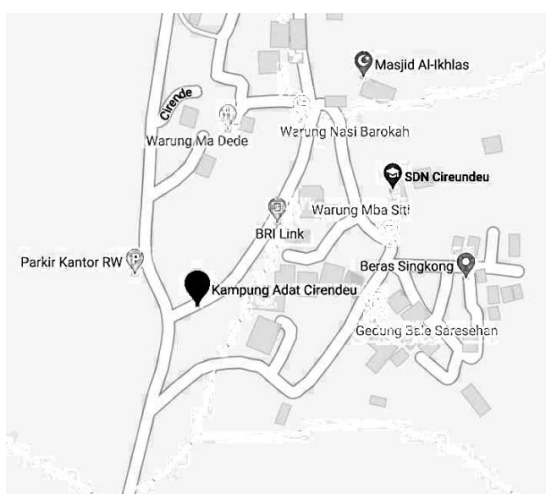 Masjid Al-Ikhlas
Cirende
Warung Ma Dede
Warung Nasi Barokah
SDN Cireundeu
Warung Mba Siti
BRI Link
Parkir Kantor RW
P
Beras Singkong
Kampung Adat Cirendeu
Gedung Bale Saresehan